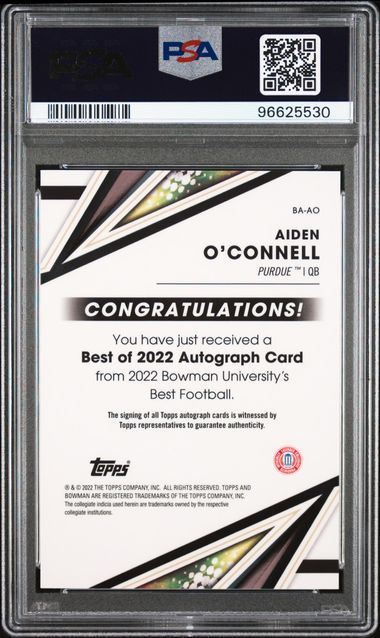 PSA
PSA
96625530
BA-AO
AIDEN
O'CONNELL
PURDUE ™ | QB
CONGRATULATIONS!
You have just received a
Best of 2022 Autograph Card
from 2022 Bowman University's
Best Football.
The signing of all Topps autograph cards is witnessed by
Topps representatives to guarantee authenticity.
Topps
® & © 2022 THE TOPPS COMPANY, INC. ALL RIGHTS RESERVED. TOPPS AND
BOWMAN ARE REGISTERED TRADEMARKS OF THE TOPPS COMPANY, INC.
The collegiate indicia used herein are trademarks owned by the respective
collegiate institutions.